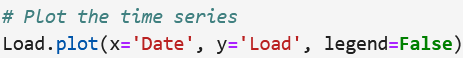 # Plot the time series
Load.plot(x='Date', y='Load', legend=False)